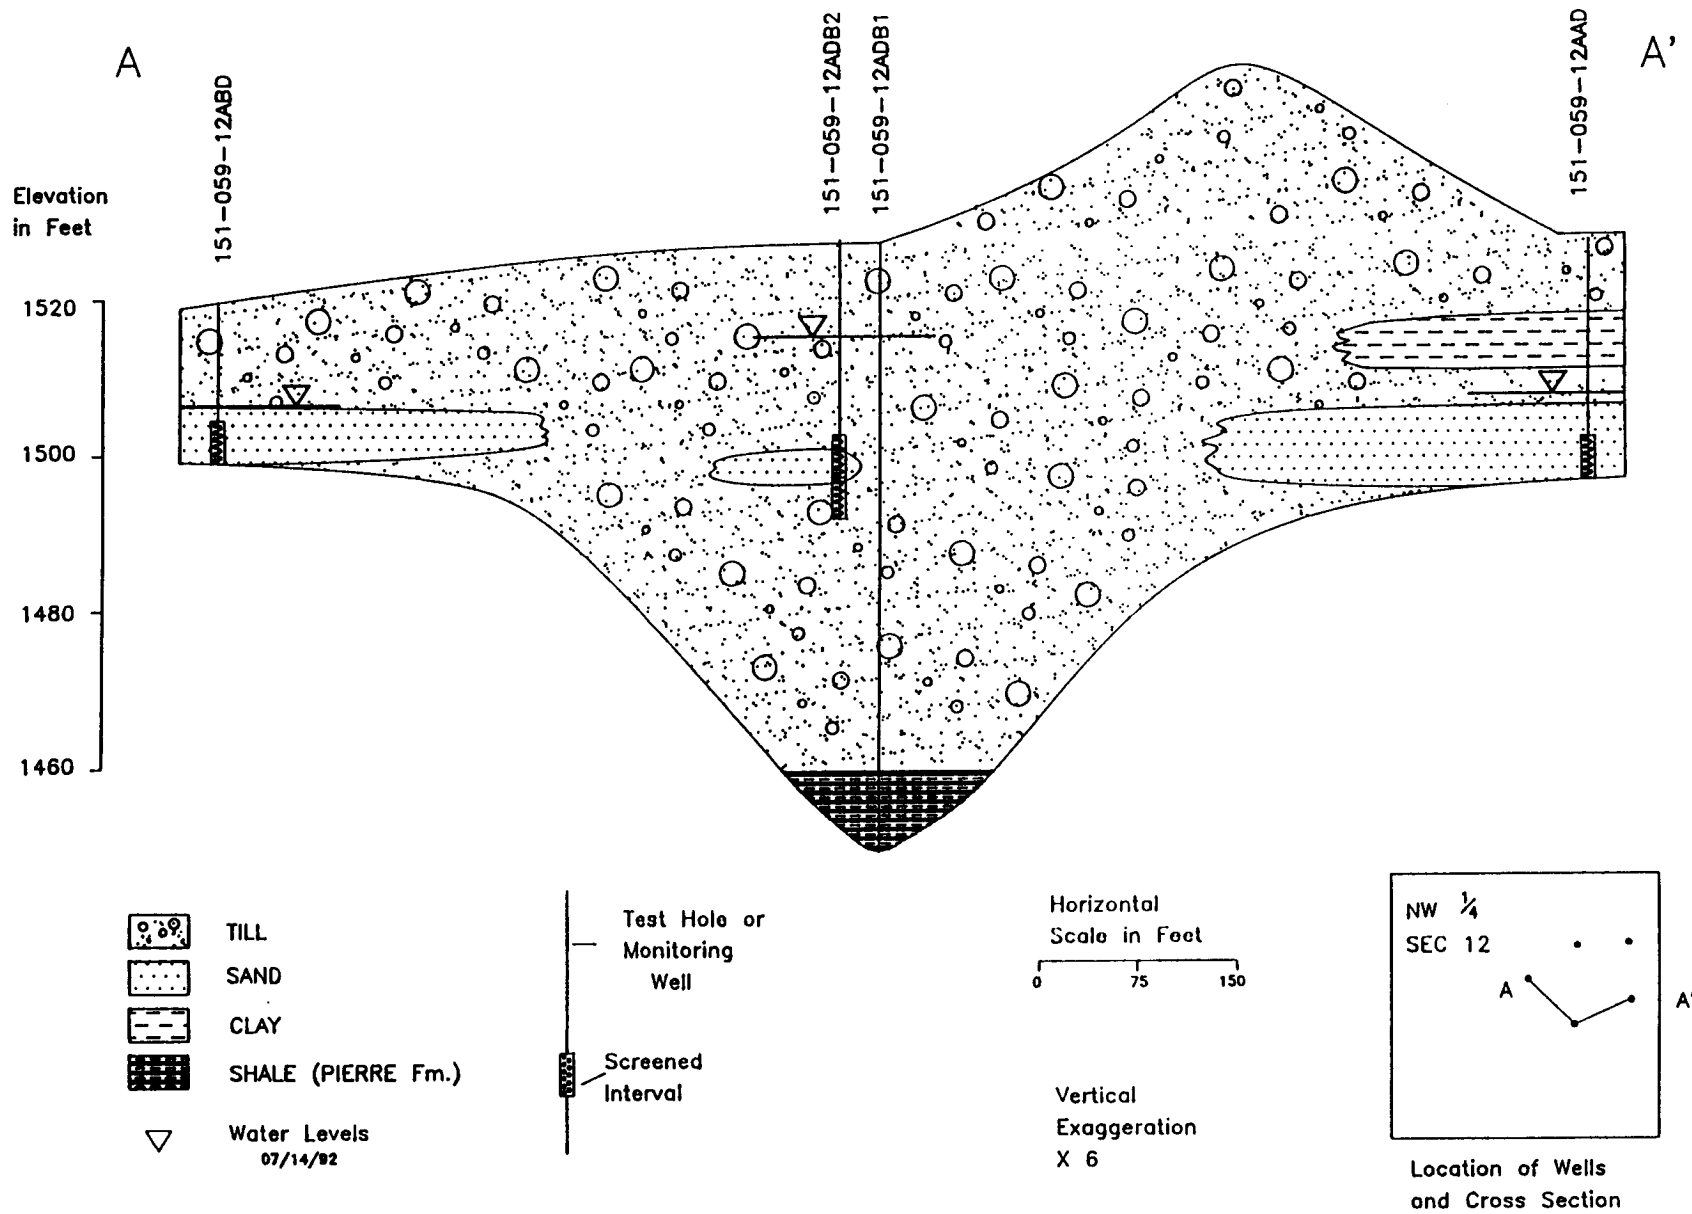 A
A'
151-059-12ABD
151-059-12ADB2
151-059-12ADB1
151-059-12AAD
Elevation
in Feet
1520
1500
1480
1460
TILL
SAND
CLAY
SHALE (PIERRE Fm.)
Water Levels
07/14/92
Test Hole or
Monitoring
Well
Screened
Interval
Horizontal
Scale in Feet
0 75 150
Vertical
Exaggeration
X 6
NW 1/4
SEC 12
A
A'
Location of Wells
and Cross Section